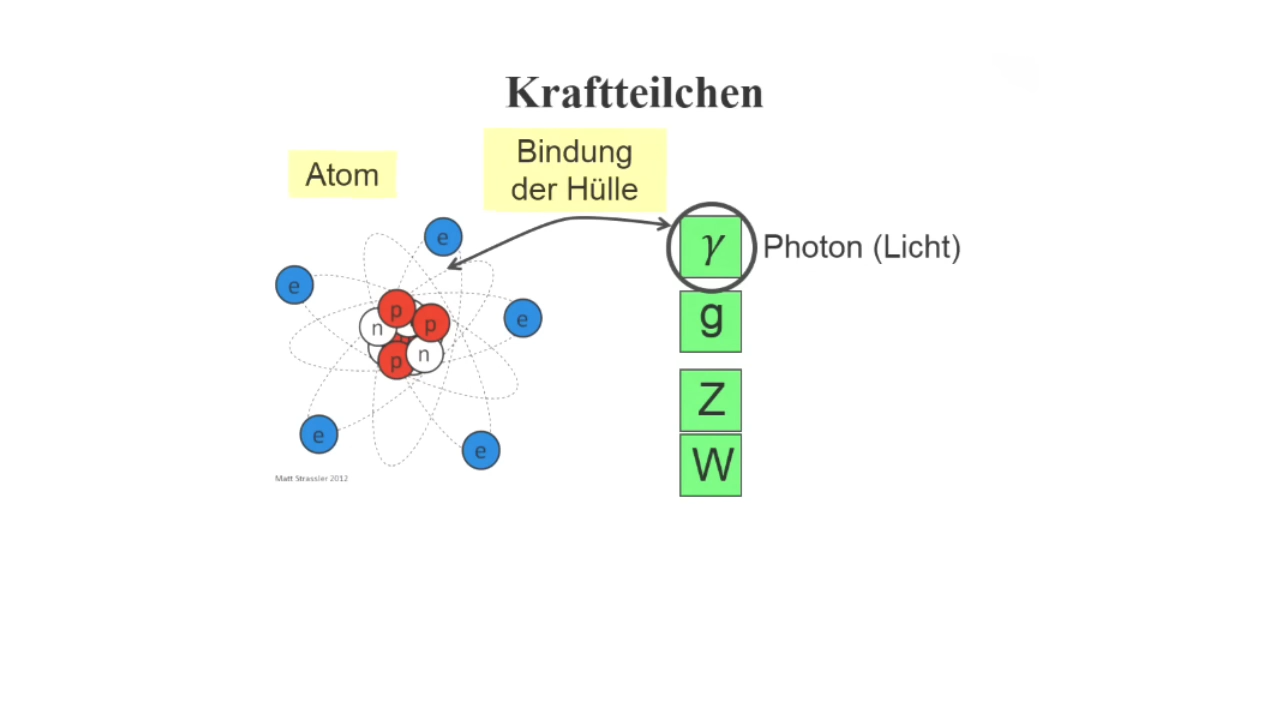 Kraftteilchen
Atom
Bindung
der Hülle
γ
Photon (Licht)
g
Z
W
e
e
e
e
e
p
p
p
n
n
Matt Strassler 2012